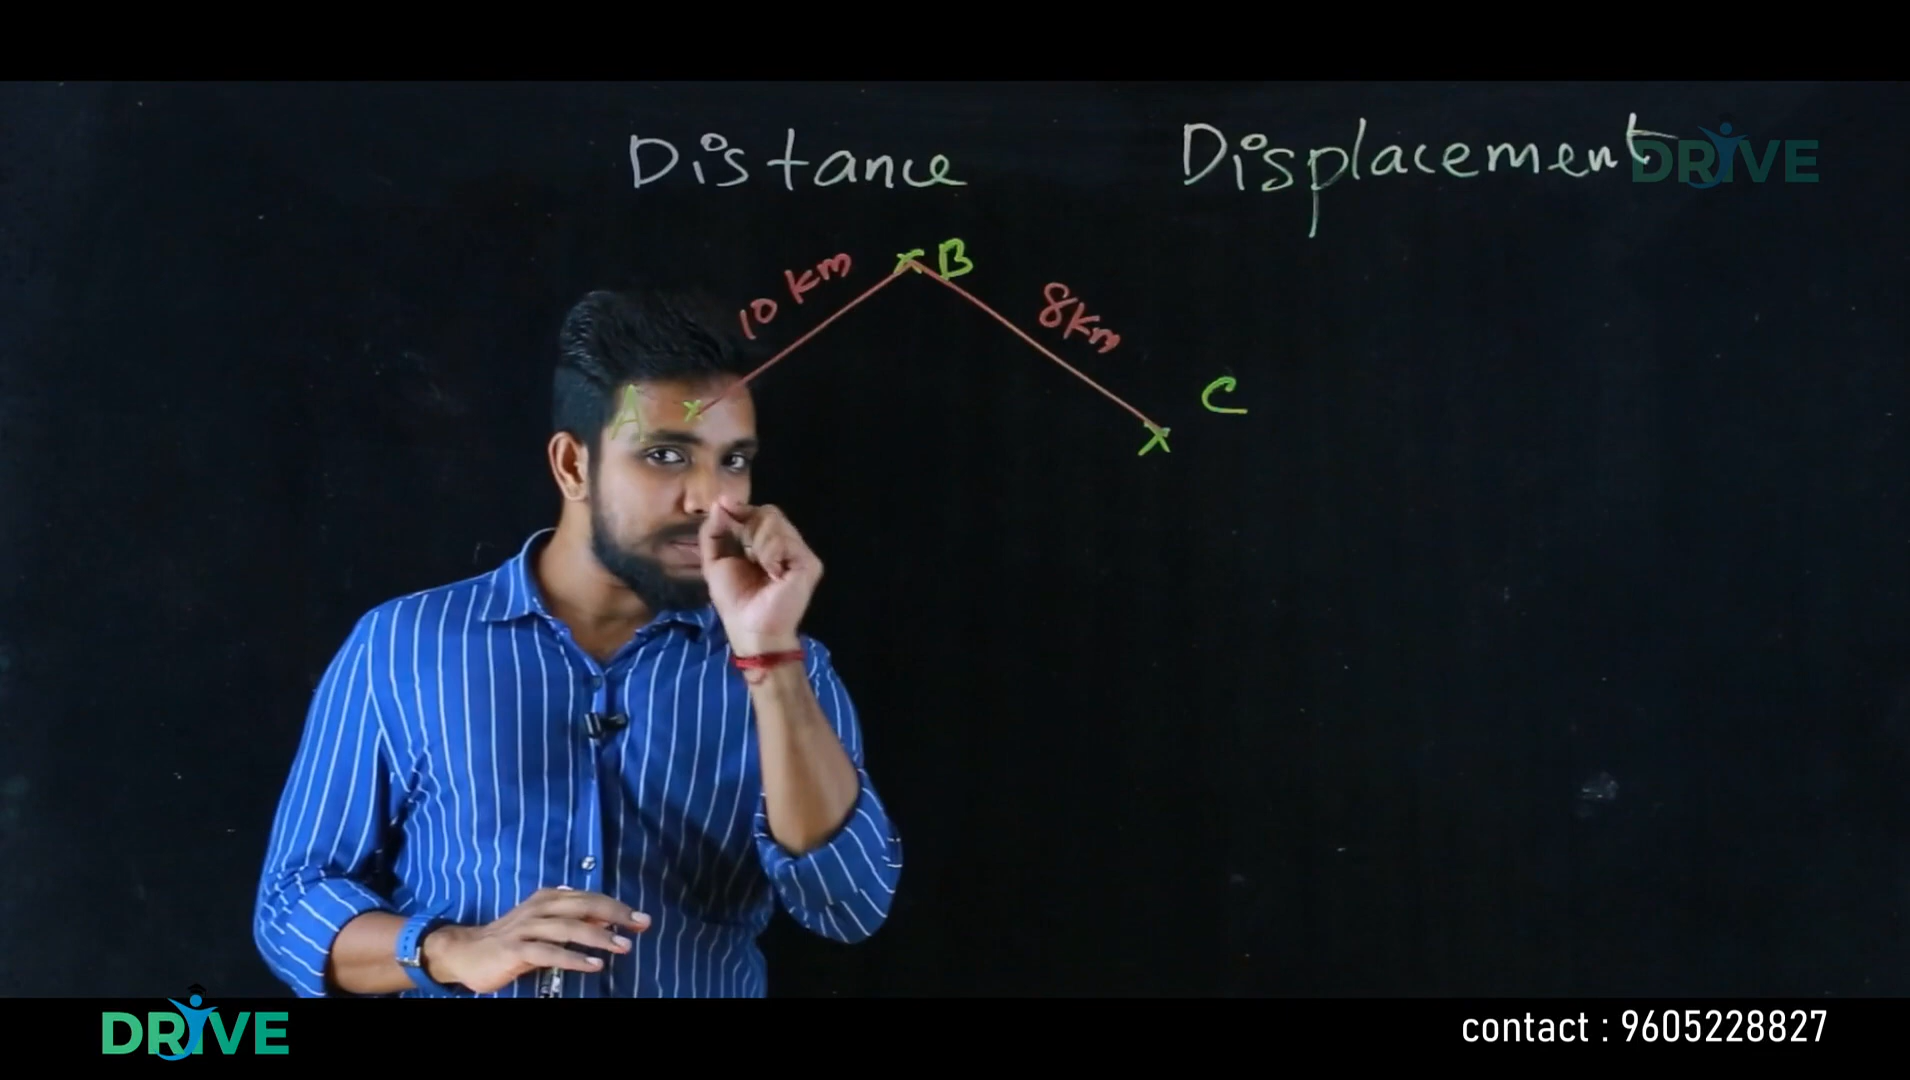 Distance Displacement
DRIVE
10 km
B
8km
A
C
DRIVE
contact : 9605228827